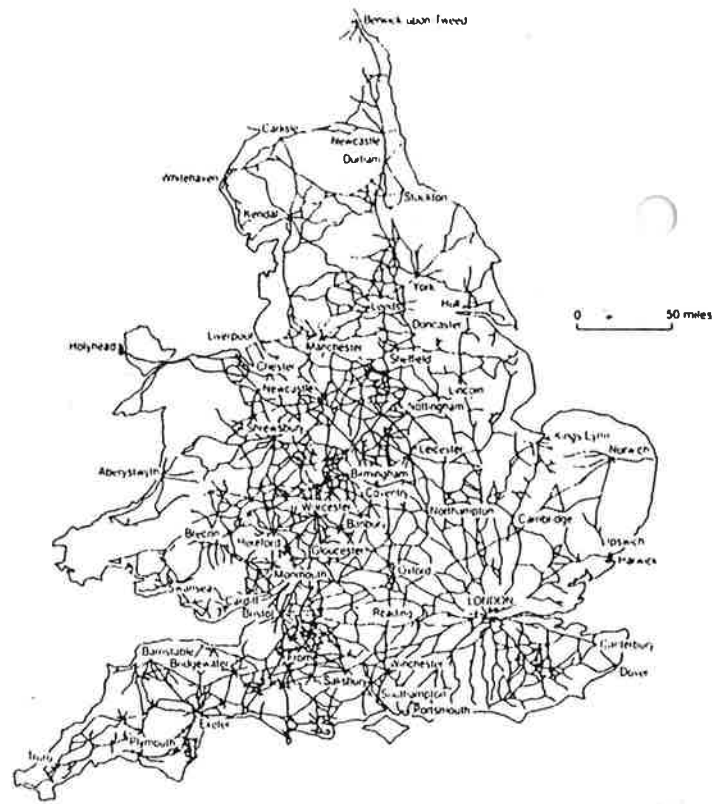 Berwick upon Tweed
Carlisle
Newcastle
Durham
Whitehaven
Stockton
Kendal
York
Leeds
Hull
0 50 miles
Liverpool
Doncaster
Holyhead
Manchester
Chester
Sheffield
Newcastle
Lincoln
Nottingham
Shrewsbury
Kings Lynn
Leicester
Norwich
Aberystwyth
Birmingham
Coventry
Worcester
Northampton
Banbury
Cambridge
Brecon
Hereford
Gloucester
Ipswich
Harwich
Monmouth
Oxford
Swansea
Cardiff
LONDON
Bristol
Reading
Canterbury
Barnstable
Bridgewater
From
Winchester
Dover
Salisbury
Southampton
Portsmouth
Exeter
Plymouth
Truro